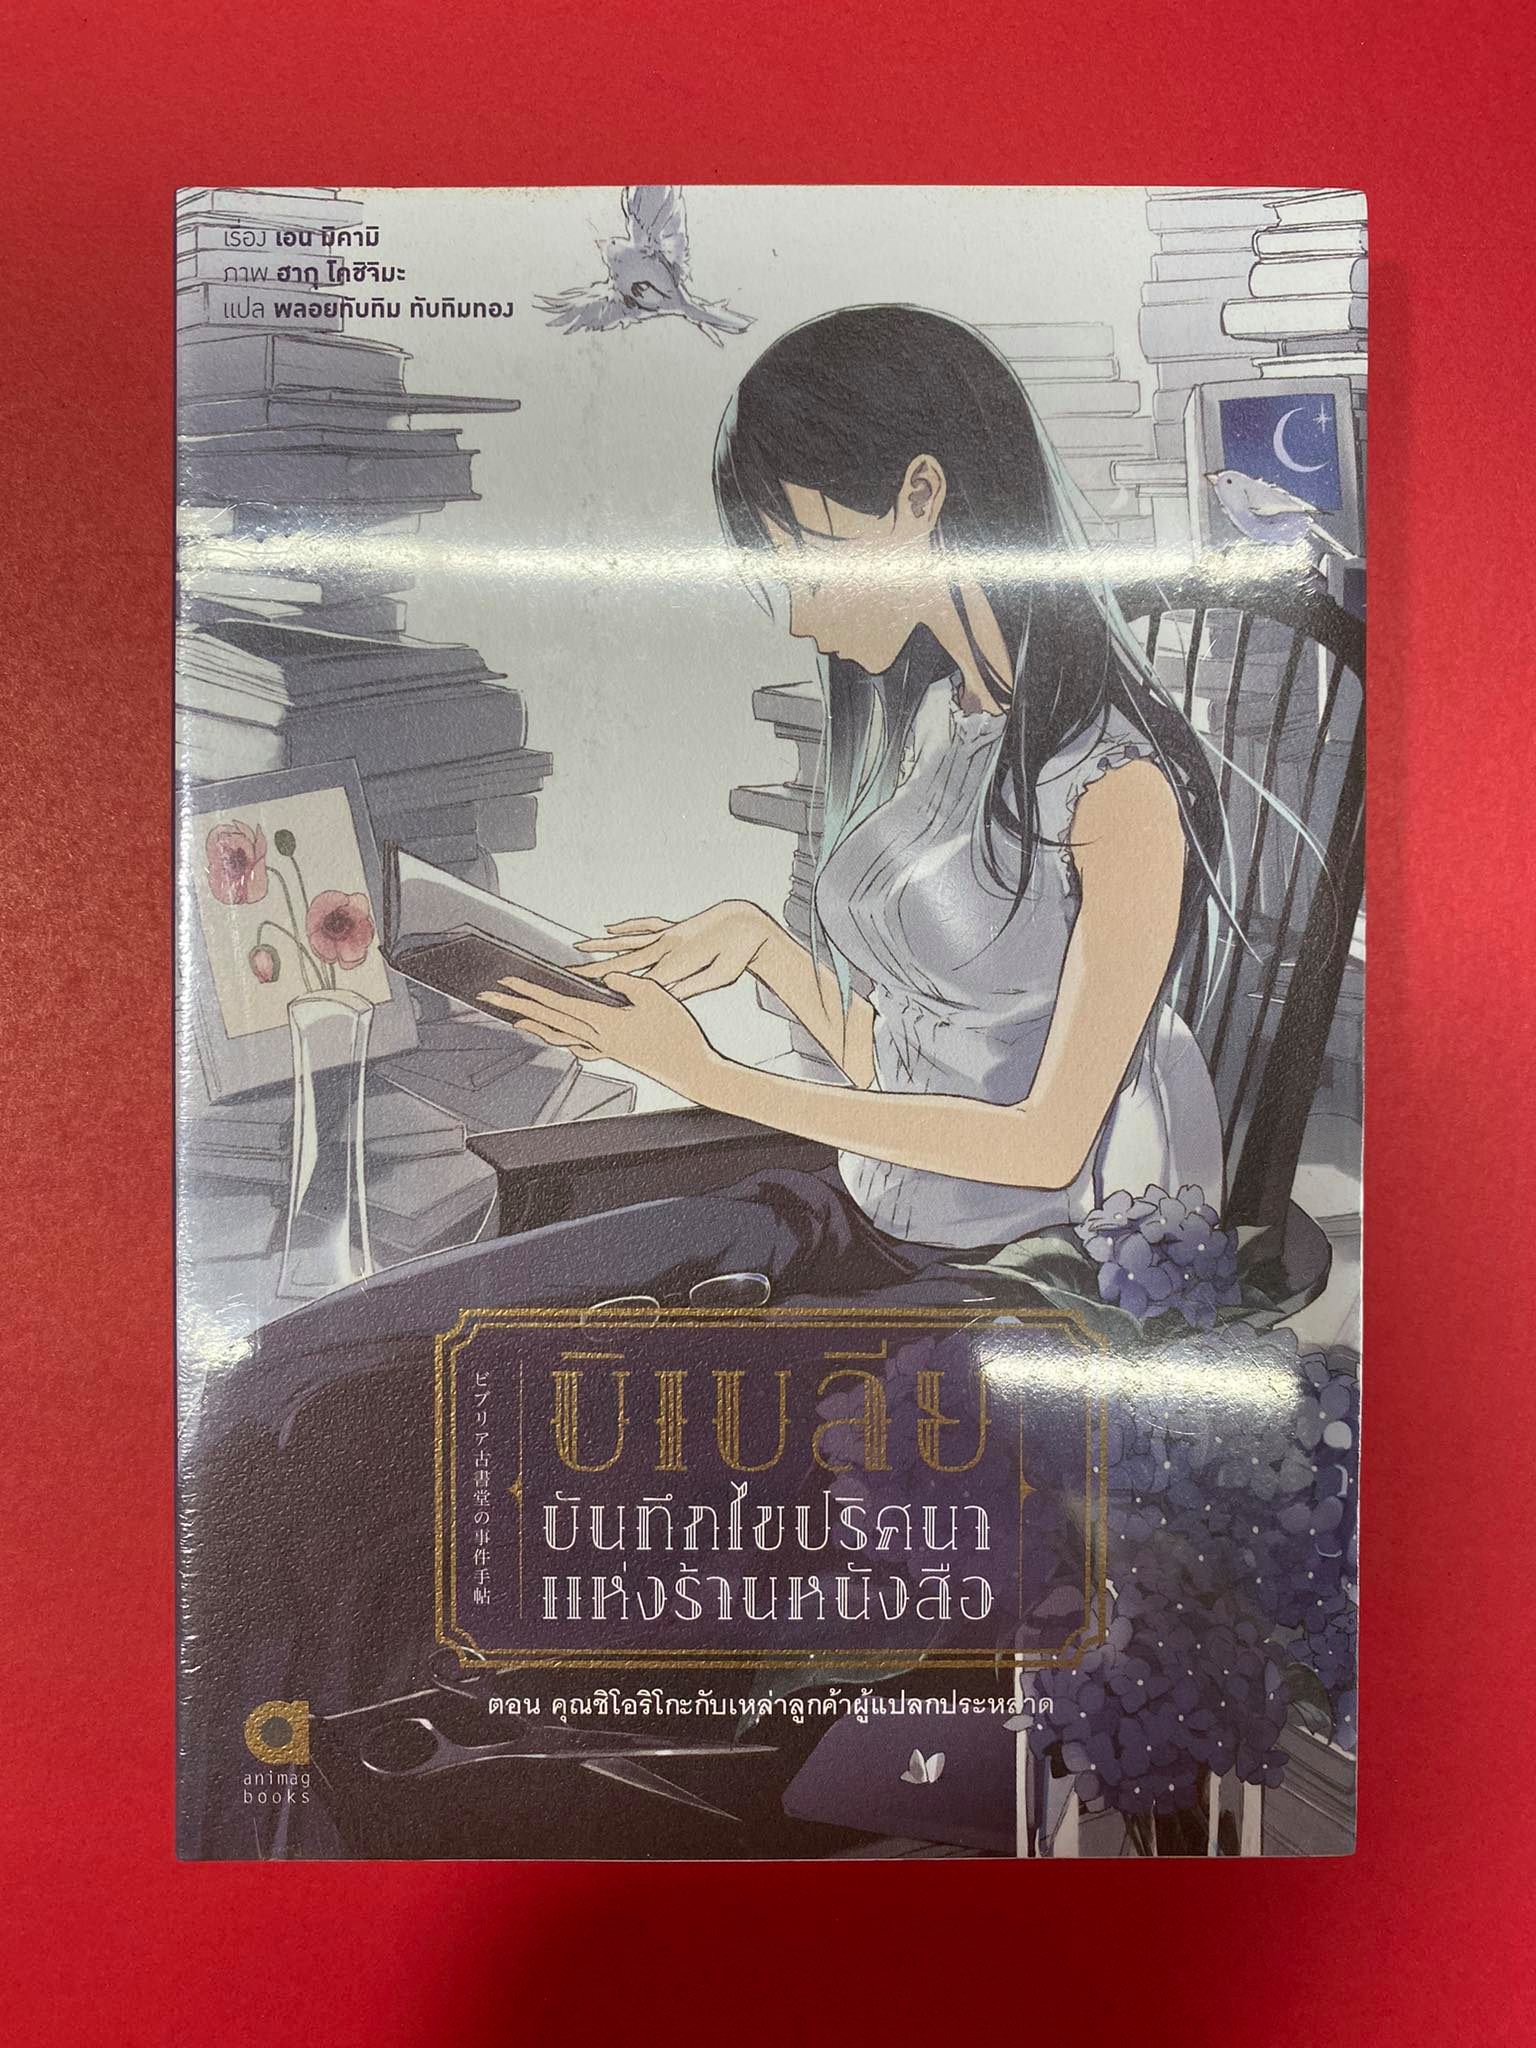 เรื่อง เอน มิคามิ
ภาพ ฮากุ โคชิจิมะ
แปล พลอยทับทิม ทับทิมทอง
บิเบลีย
บันทึกไขปริศนา
แห่งร้านหนังสือ
ビブリア古書堂の事件手帖
ตอน คุณชิโอริโกะกับเหล่าลูกค้าผู้แปลกประหลาด
a
animag
books